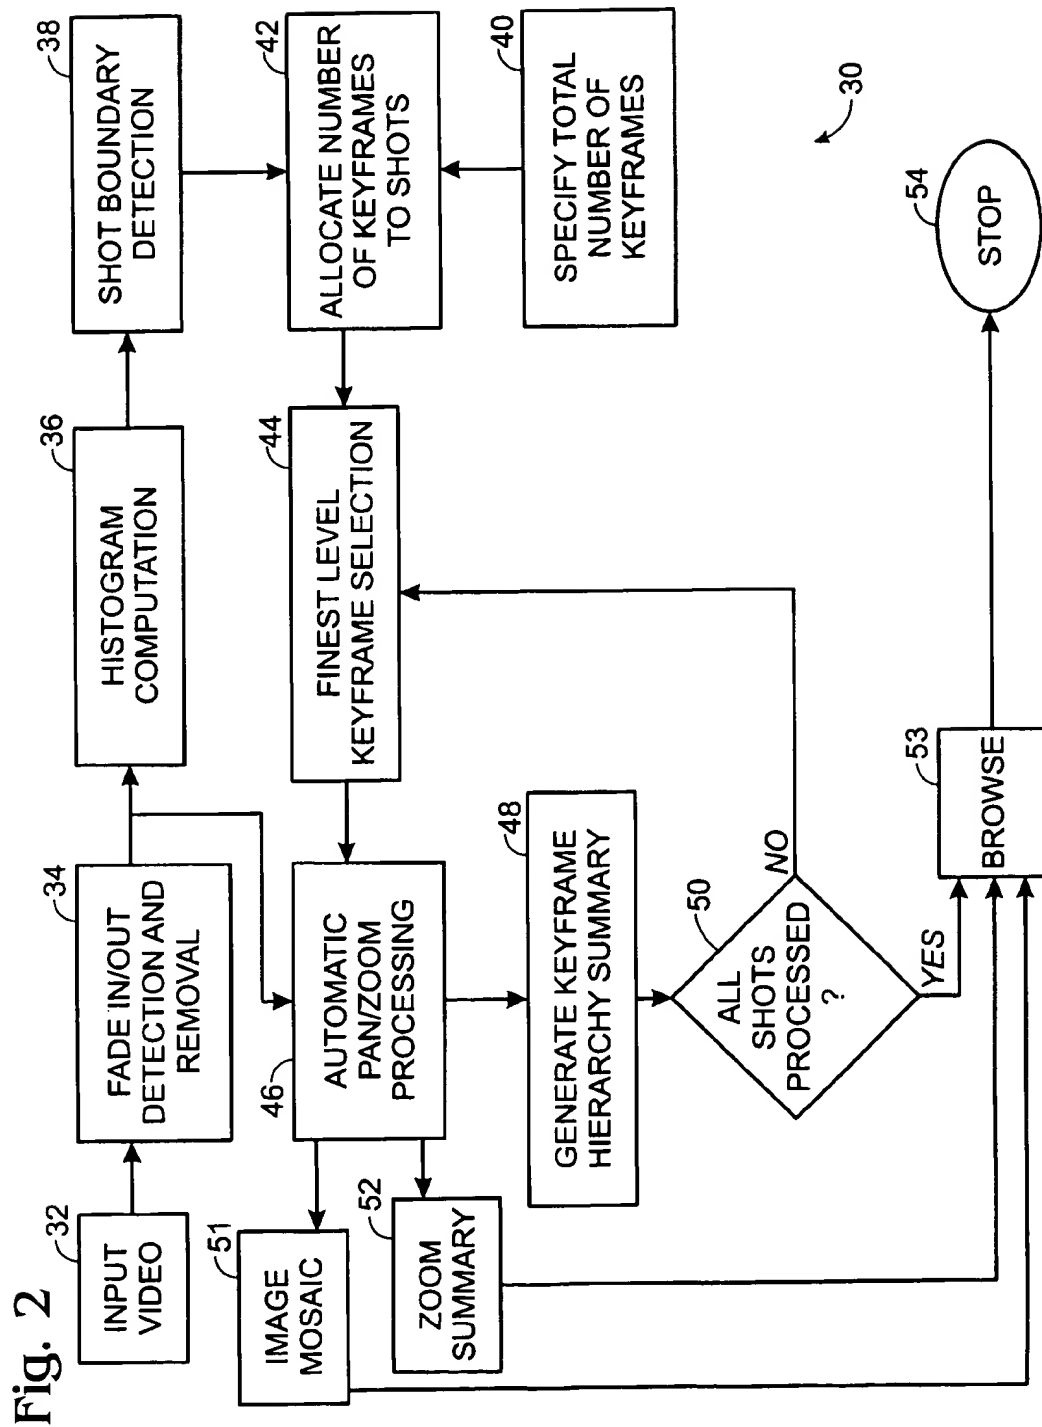 Fig. 2
32
INPUT
VIDEO
34
FADE IN/OUT
DETECTION AND
REMOVAL
36
HISTOGRAM
COMPUTATION
38
SHOT BOUNDARY
DETECTION
51
IMAGE
MOSAIC
46
AUTOMATIC
PAN/ZOOM
PROCESSING
44
FINEST LEVEL
KEYFRAME SELECTION
42
ALLOCATE NUMBER
OF KEYFRAMES
TO SHOTS
52
ZOOM
SUMMARY
48
GENERATE KEYFRAME
HIERARCHY SUMMARY
40
SPECIFY TOTAL
NUMBER OF
KEYFRAMES
50
ALL
SHOTS
PROCESSED
?
NO
YES
30
53
BROWSE
54
STOP